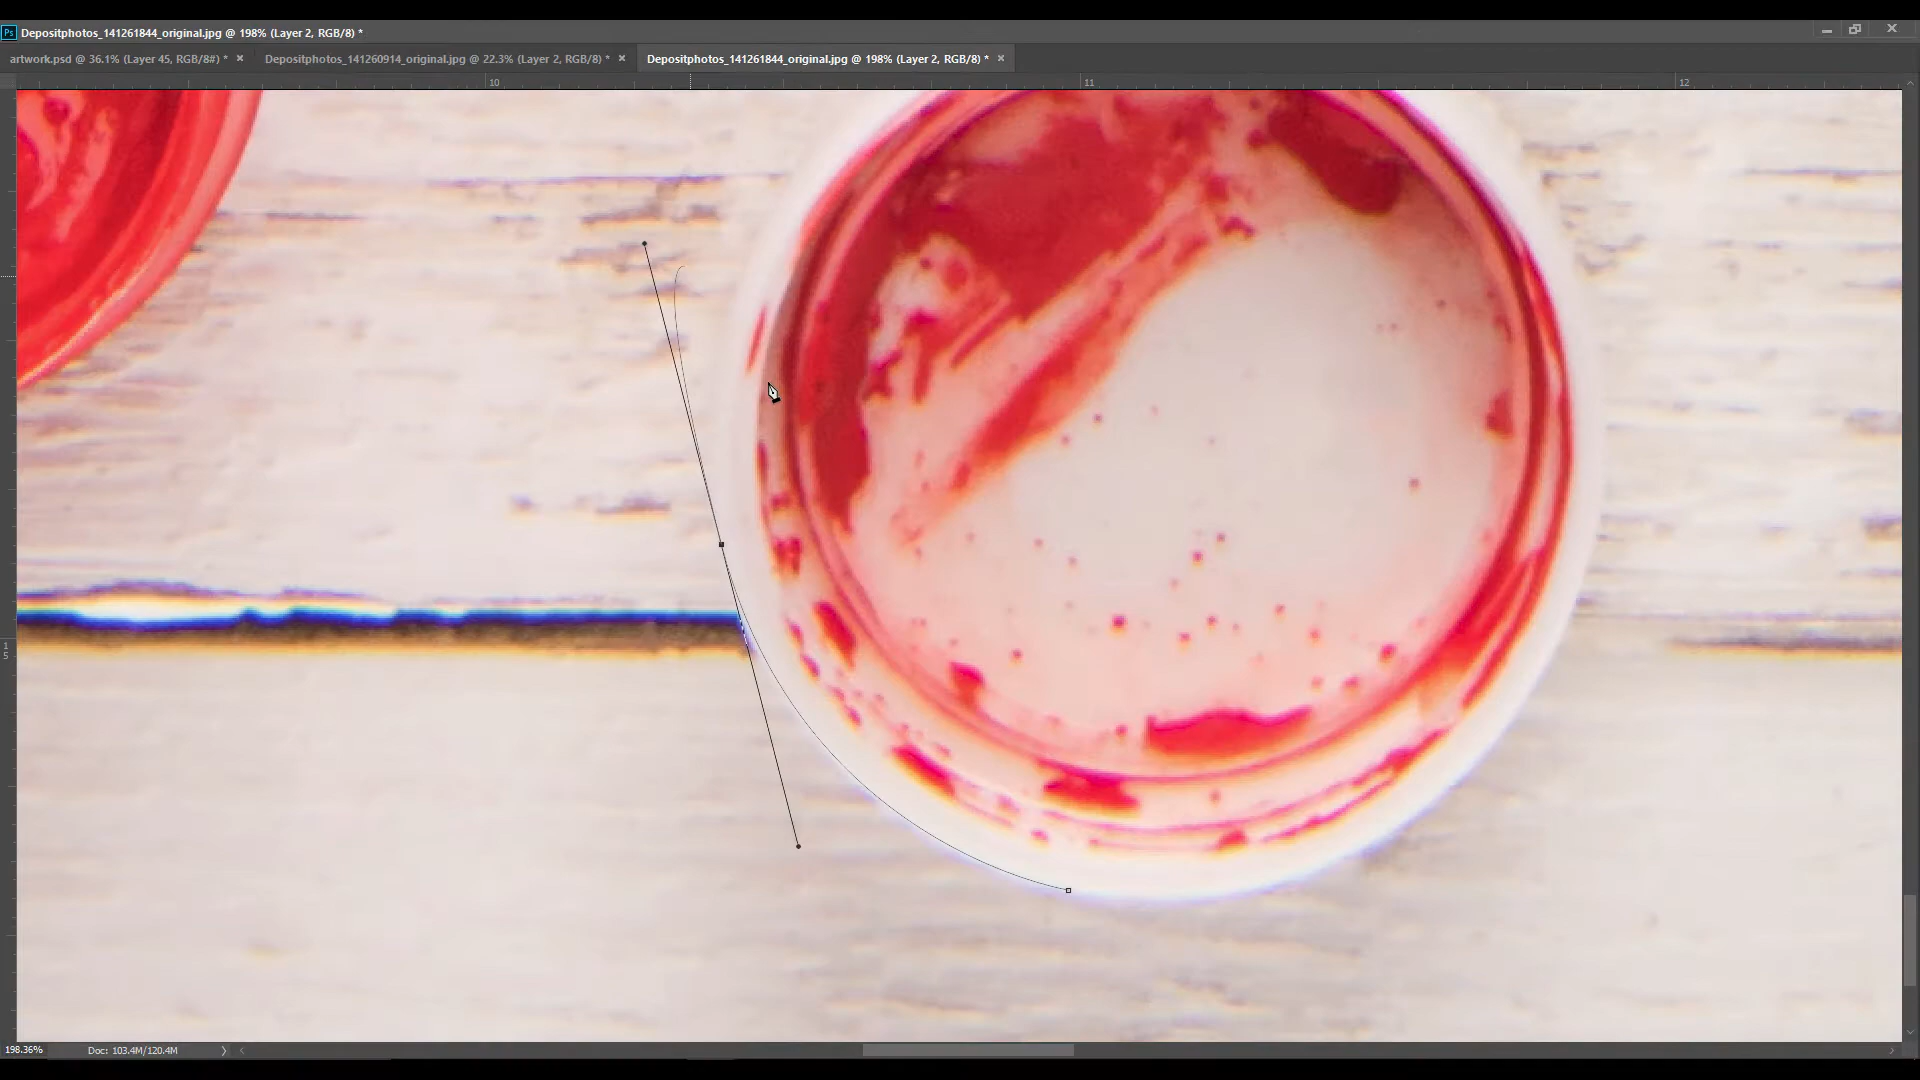 Ps Depositphotos_141261844_original.jpg @ 198% (Layer 2, RGB/8) *
artwork.psd @ 36.1% (Layer 45, RGB/8#) * × Depositphotos_141260914_original.jpg @ 22.3% (Layer 2, RGB/8) * × Depositphotos_141261844_original.jpg @ 198% (Layer 2, RGB/8) * ×
10 11 12
1
5
198.36% Doc: 103.4M/120.4M